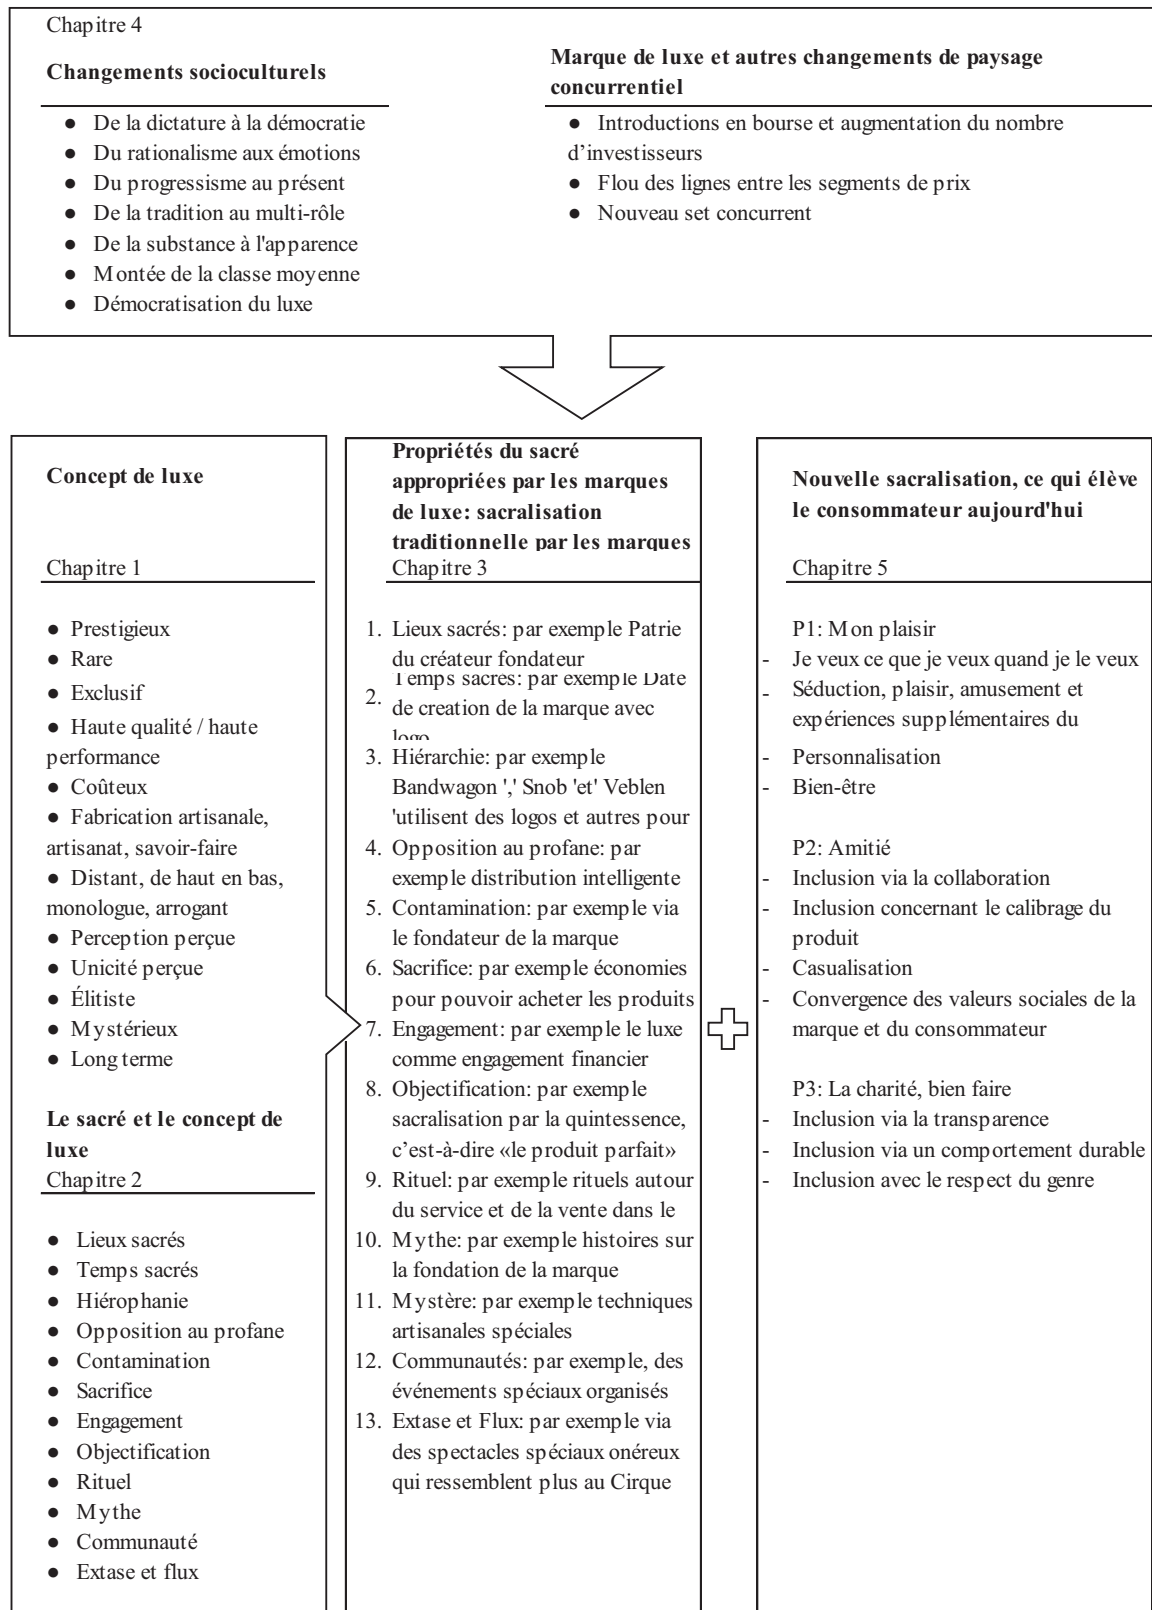 Chapitre 4
Changements socioculturels
● De la dictature à la démocratie
● Du rationalisme aux émotions
● Du progressisme au présent
● De la tradition au multi-rôle
● De la substance à l'apparence
● Montée de la classe moyenne
● Démocratisation du luxe
Marque de luxe et autres changements de paysage
concurrentiel
● Introductions en bourse et augmentation du nombre
d’investisseurs
● Flou des lignes entre les segments de prix
● Nouveau set concurrent
Concept de luxe
Chapitre 1
● Prestigieux
● Rare
● Exclusif
● Haute qualité / haute
performance
● Coûteux
● Fabrication artisanale,
artisanat, savoir-faire
● Distant, de haut en bas,
monologue, arrogant
● Perception perçue
● Unicité perçue
● Élitiste
● Mystérieux
● Long terme
Le sacré et le concept de
luxe
Chapitre 2
● Lieux sacrés
● Temps sacrés
● Hiérophanie
● Opposition au profane
● Contamination
● Sacrifice
● Engagement
● Objectification
● Rituel
● Mythe
● Communauté
● Extase et flux
Propriétés du sacré
appropriées par les marques
de luxe: sacralisation
traditionnelle par les marques
Chapitre 3
1. Lieux sacrés: par exemple Patrie
du créateur fondateur
2. Temps sacrés: par exemple Date
de creation de la marque avec
logo
3. Hiérarchie: par exemple
Bandwagon ',' Snob 'et' Veblen
'utilisent des logos et autres pour
4. Opposition au profane: par
exemple distribution intelligente
5. Contamination: par exemple via
le fondateur de la marque
6. Sacrifice: par exemple économies
pour pouvoir acheter les produits
7. Engagement: par exemple le luxe
comme engagement financier
8. Objectification: par exemple
sacralisation par la quintessence,
c’est-à-dire «le produit parfait»
9. Rituel: par exemple rituels autour
du service et de la vente dans le
10. Mythe: par exemple histoires sur
la fondation de la marque
11. Mystère: par exemple techniques
artisanales spéciales
12. Communautés: par exemple, des
événements spéciaux organisés
13. Extase et Flux: par exemple via
des spectacles spéciaux onéreux
qui ressemblent plus au Cirque
Nouvelle sacralisation, ce qui élève
le consommateur aujourd'hui
Chapitre 5
P1: Mon plaisir
- Je veux ce que je veux quand je le veux
- Séduction, plaisir, amusement et
expériences supplémentaires du
- Personnalisation
- Bien-être
P2: Amitié
- Inclusion via la collaboration
- Inclusion concernant le calibrage du
produit
- Casualisation
- Convergence des valeurs sociales de la
marque et du consommateur
P3: La charité, bien faire
- Inclusion via la transparence
- Inclusion via un comportement durable
- Inclusion avec le respect du genre